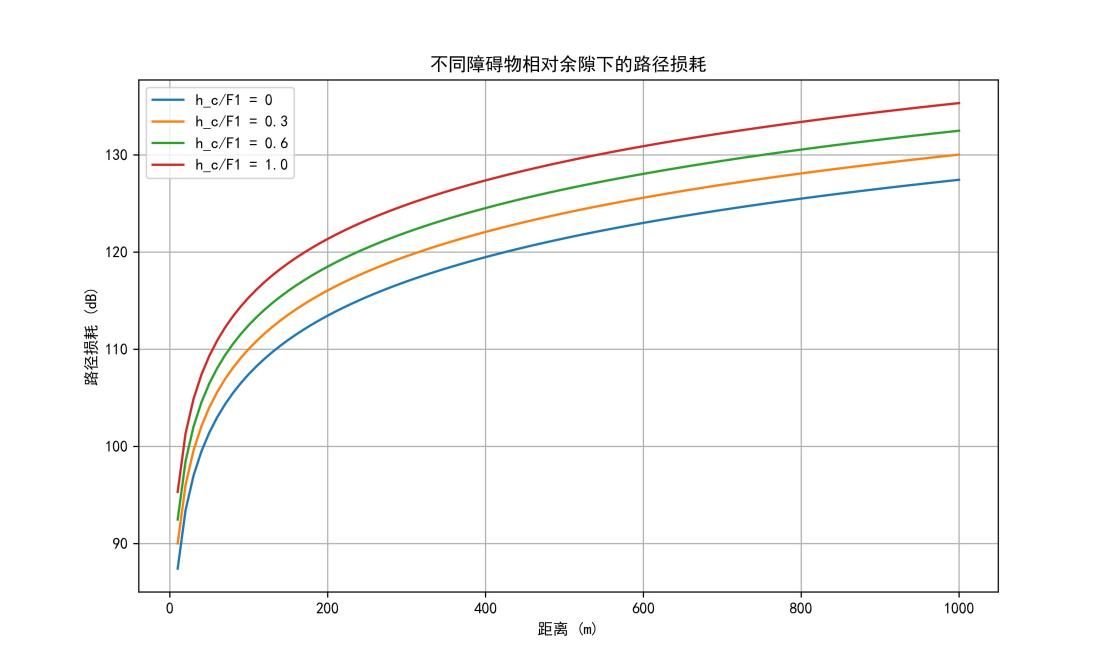 不同障碍物相对余隙下的路径损耗
h_c/F1 = 0
h_c/F1 = 0.3
h_c/F1 = 0.6
h_c/F1 = 1.0
130
120
110
100
90
路径损耗 (dB)
0 200 400 600 800 1000
距离 (m)